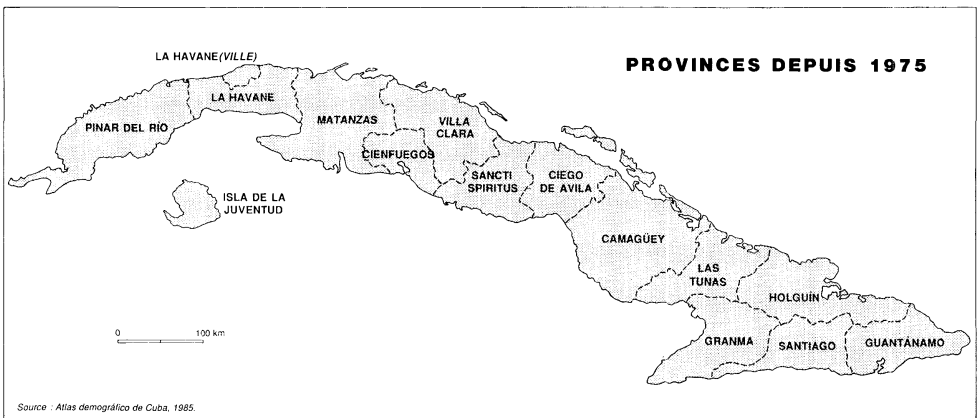 PROVINCES DEPUIS 1975
LA HAVANE(VILLE)
LA HAVANE
PINAR DEL RÍO
MATANZAS
VILLA
CLARA
CIENFUEGOS
SANCTI
SPIRITUS
CIEGO
DE AVILA
ISLA DE LA
JUVENTUD
CAMAGÜEY
LAS
TUNAS
HOLGUÍN
GRANMA
SANTIAGO
GUANTÁNAMO
0 100 km
Source : Atlas demográfico de Cuba, 1985.